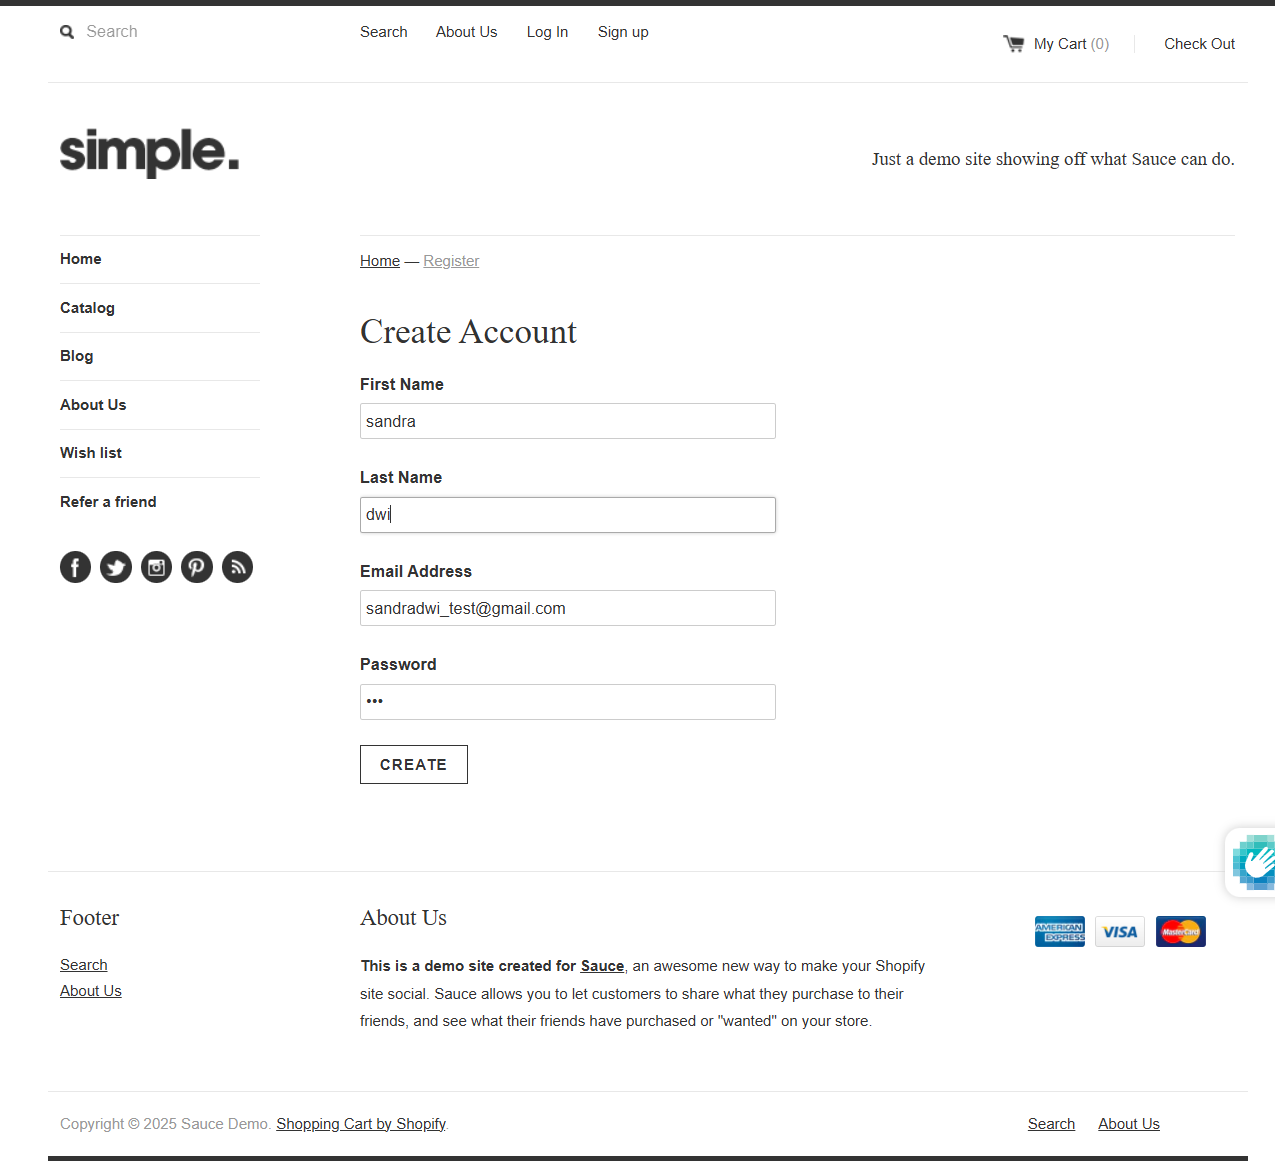 Search
Search About Us Log In Sign up
My Cart (0) Check Out
simple.
Just a demo site showing off what Sauce can do.
Home
Catalog
Blog
About Us
Wish list
Refer a friend
Home — Register
Create Account
First Name
sandra
Last Name
dwi
Email Address
sandradwi_test@gmail.com
Password
•••
CREATE
Footer
Search
About Us
About Us
This is a demo site created for Sauce, an awesome new way to make your Shopify
site social. Sauce allows you to let customers to share what they purchase to their
friends, and see what their friends have purchased or "wanted" on your store.
AMERICAN EXPRESS
VISA
MasterCard
Copyright © 2025 Sauce Demo. Shopping Cart by Shopify.
Search About Us